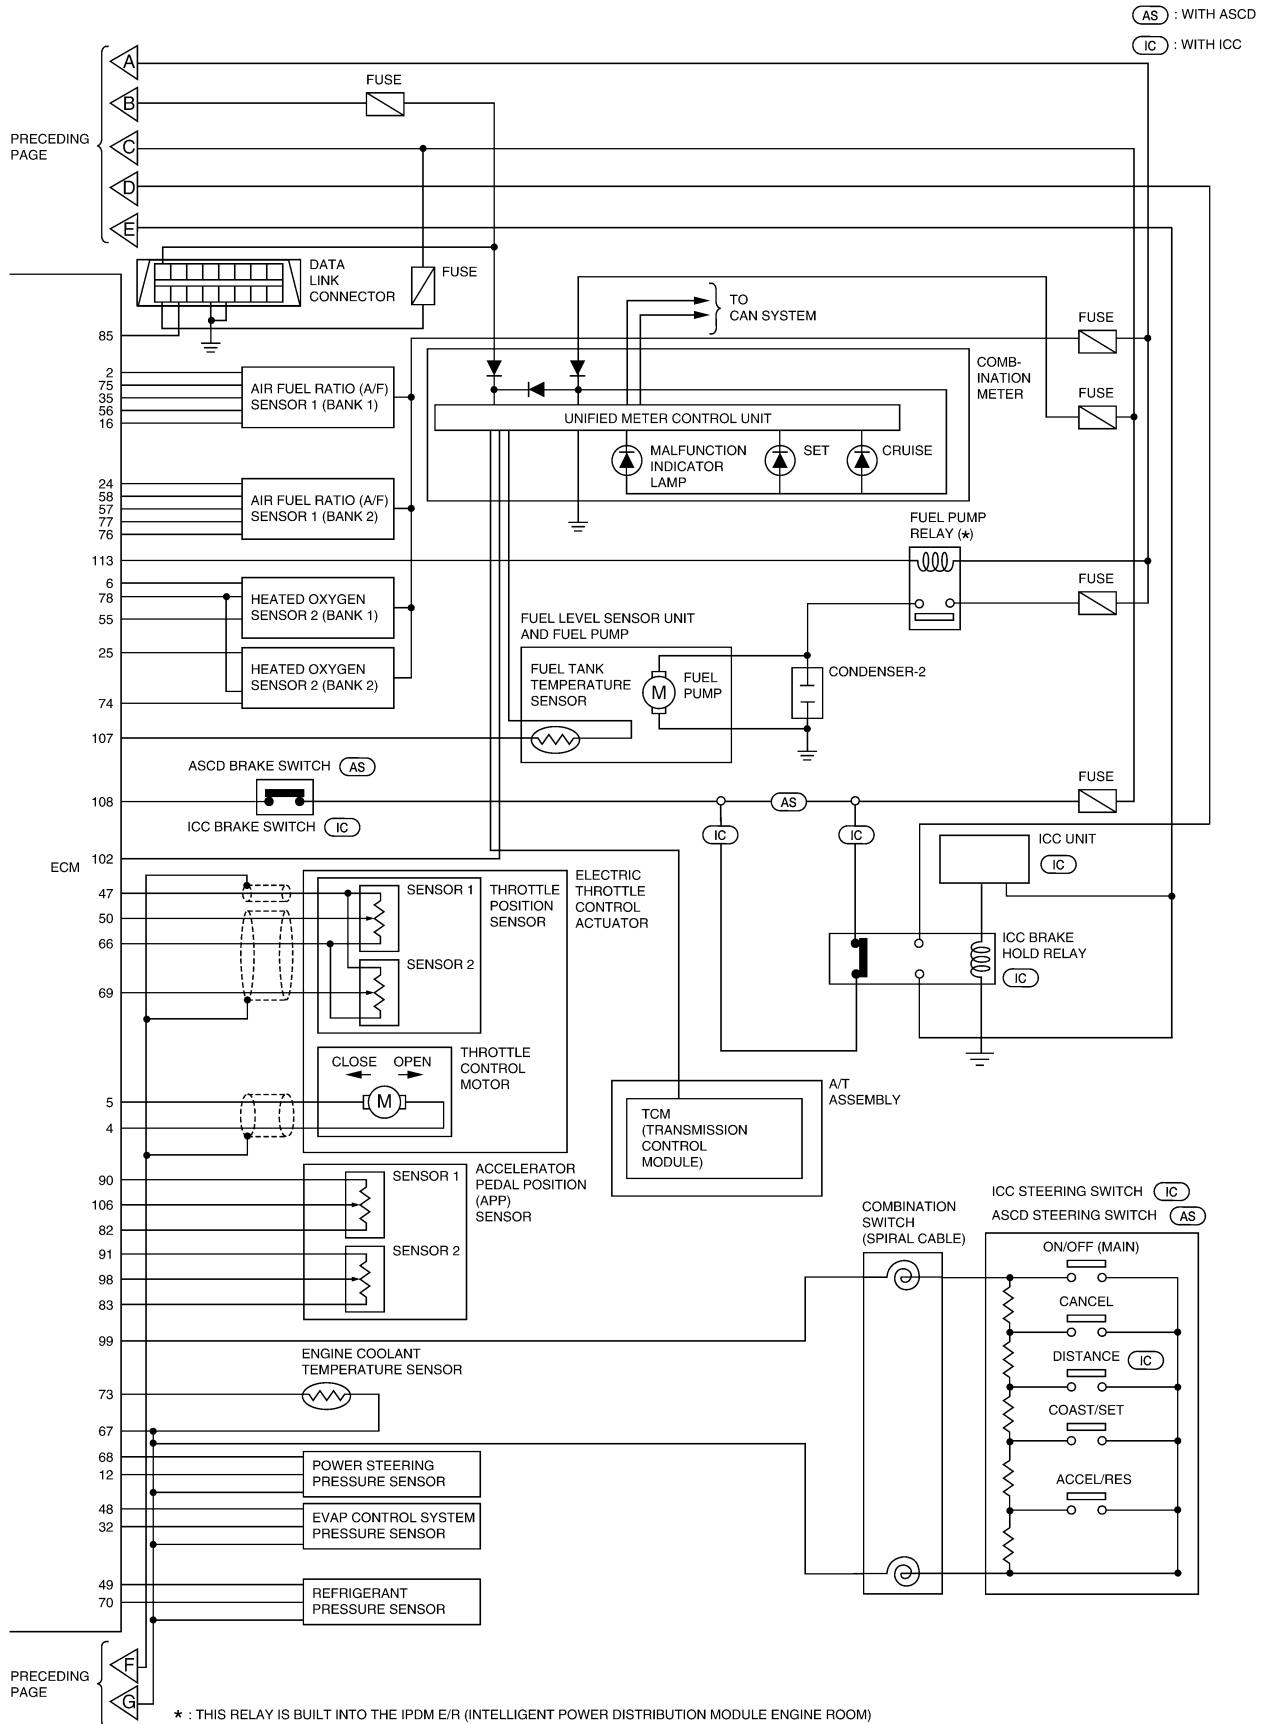 AS : WITH ASCD
IC : WITH ICC
PRECEDING
PAGE
A
B
C
D
E
FUSE
DATA
LINK
CONNECTOR
FUSE
TO
CAN SYSTEM
FUSE
COMB-
INATION
METER
FUSE
85
2
75
35
56
16
AIR FUEL RATIO (A/F)
SENSOR 1 (BANK 1)
UNIFIED METER CONTROL UNIT
MALFUNCTION
INDICATOR
LAMP
SET
CRUISE
24
58
57
77
76
AIR FUEL RATIO (A/F)
SENSOR 1 (BANK 2)
FUEL PUMP
RELAY (*)
113
6
78
55
HEATED OXYGEN
SENSOR 2 (BANK 1)
FUSE
25
74
HEATED OXYGEN
SENSOR 2 (BANK 2)
FUEL LEVEL SENSOR UNIT
AND FUEL PUMP
FUEL TANK
TEMPERATURE
SENSOR
M
FUEL
PUMP
CONDENSER-2
107
ASCD BRAKE SWITCH AS
108
ICC BRAKE SWITCH IC
AS
FUSE
IC
IC
ICC UNIT
IC
ECM
102
47
50
66
69
SENSOR 1
SENSOR 2
THROTTLE
POSITION
SENSOR
ELECTRIC
THROTTLE
CONTROL
ACTUATOR
ICC BRAKE
HOLD RELAY
IC
5
4
CLOSE OPEN
M
THROTTLE
CONTROL
MOTOR
A/T
ASSEMBLY
TCM
(TRANSMISSION
CONTROL
MODULE)
90
106
82
91
98
83
SENSOR 1
SENSOR 2
ACCELERATOR
PEDAL POSITION
(APP)
SENSOR
COMBINATION
SWITCH
(SPIRAL CABLE)
ICC STEERING SWITCH IC
ASCD STEERING SWITCH AS
ON/OFF (MAIN)
CANCEL
DISTANCE IC
COAST/SET
ACCEL/RES
99
ENGINE COOLANT
TEMPERATURE SENSOR
73
67
68
12
POWER STEERING
PRESSURE SENSOR
48
32
EVAP CONTROL SYSTEM
PRESSURE SENSOR
49
70
REFRIGERANT
PRESSURE SENSOR
PRECEDING
PAGE
F
G
* : THIS RELAY IS BUILT INTO THE IPDM E/R (INTELLIGENT POWER DISTRIBUTION MODULE ENGINE ROOM)